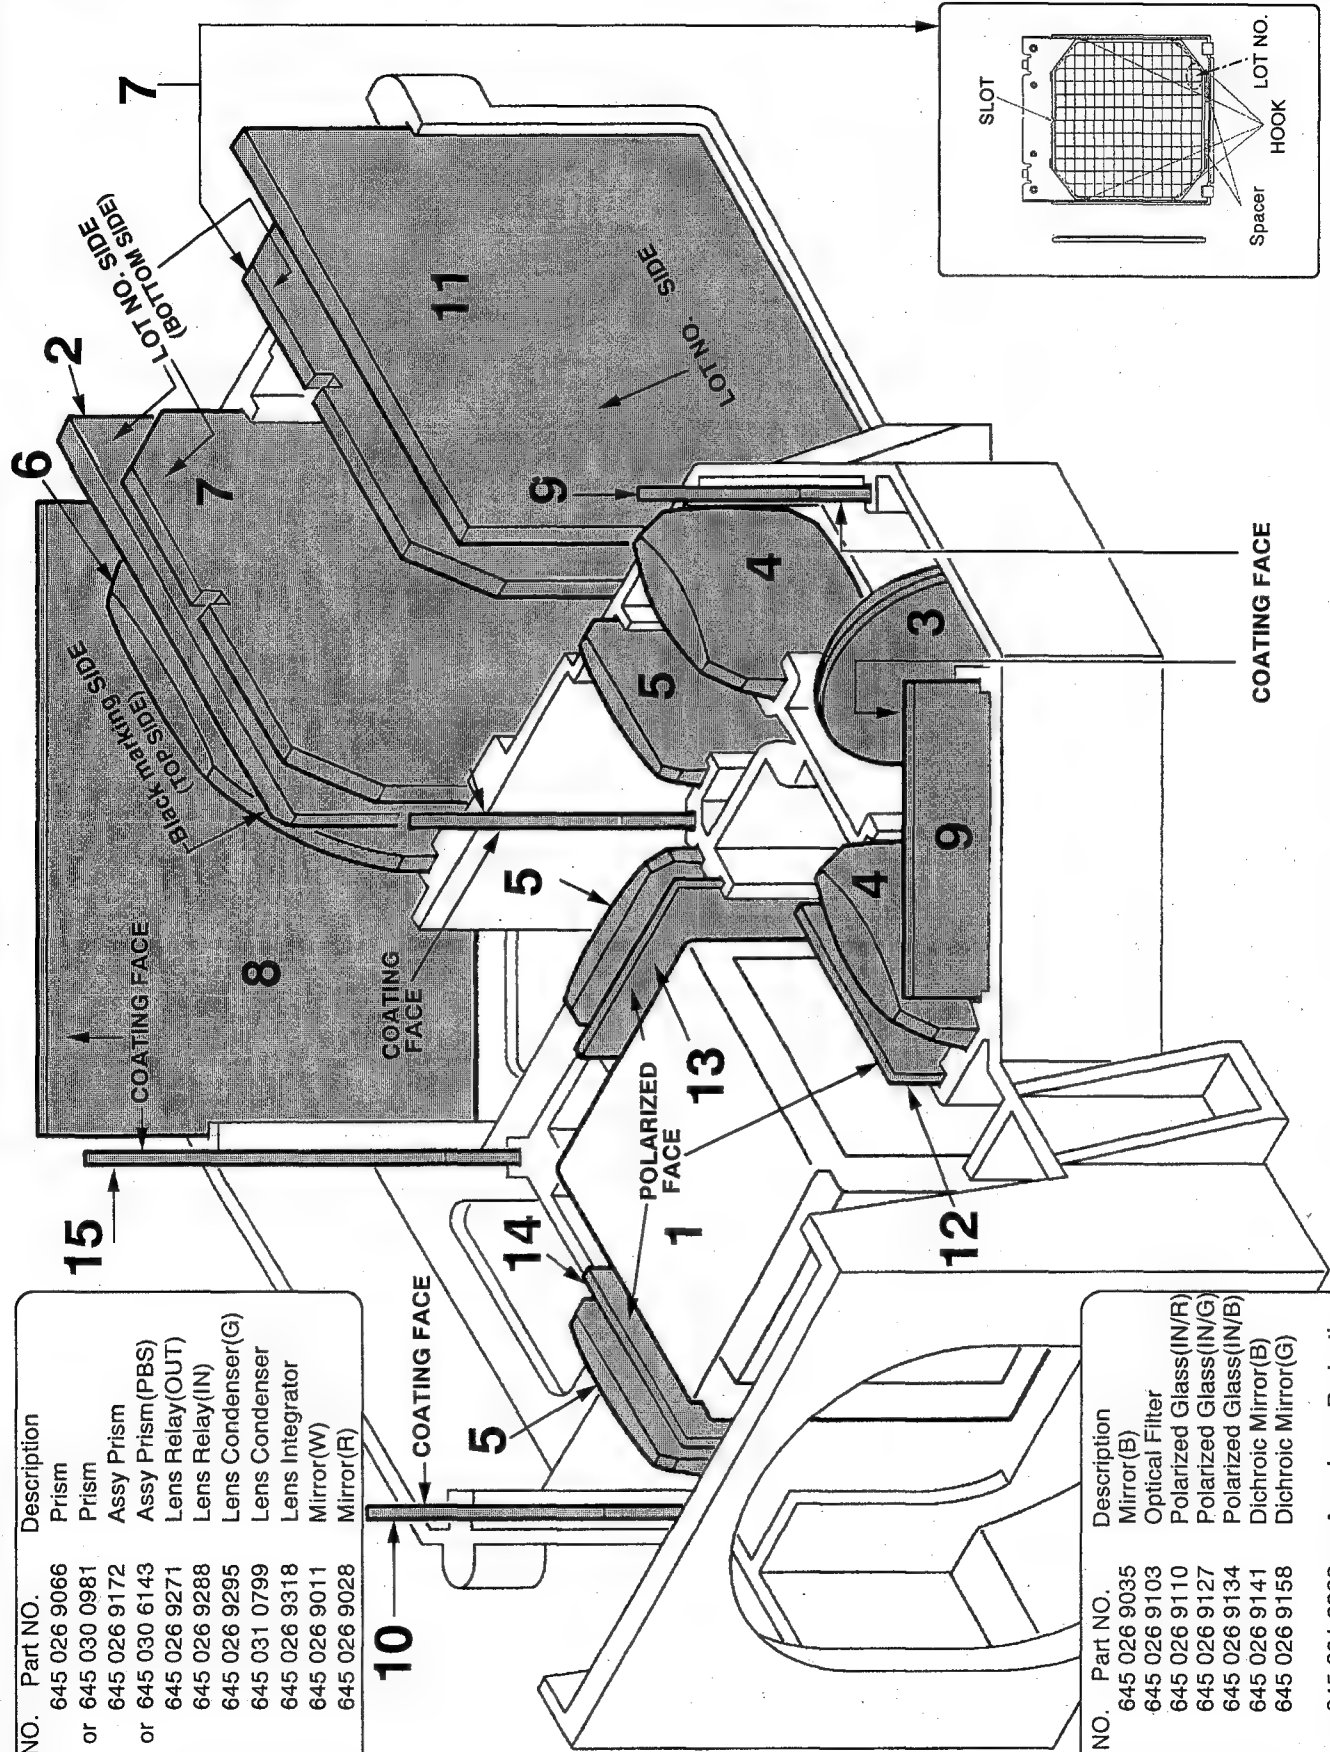 NO. Part NO. Description
645 026 9066 Prism
or 645 030 0981 Prism
645 026 9172 Assy Prism
or 645 030 6143 Assy Prism(PBS)
645 026 9271 Lens Relay(OUT)
645 026 9288 Lens Relay(IN)
645 026 9295 Lens Condenser(G)
645 031 0799 Lens Condenser
645 026 9318 Lens Integrator
645 026 9011 Mirror(W)
645 026 9028 Mirror(R)
NO. Part NO. Description
645 026 9035 Mirror(B)
645 026 9103 Optical Filter
645 026 9110 Polarized Glass(IN/R)
645 026 9127 Polarized Glass(IN/G)
645 026 9134 Polarized Glass(IN/B)
645 026 9141 Dichroic Mirror(B)
645 026 9158 Dichroic Mirror(G)
15
COATING FACE
8
6
2
7
Black marking SIDE
(TOP SIDE)
LOT NO. SIDE
(BOTTOM SIDE)
7
11
LOT NO. SIDE
10
COATING FACE
5
14
POLARIZED
FACE
1
13
5
COATING
FACE
5
4
9
3
4
9
12
COATING FACE
SLOT
LOT NO.
HOOK
Spacer